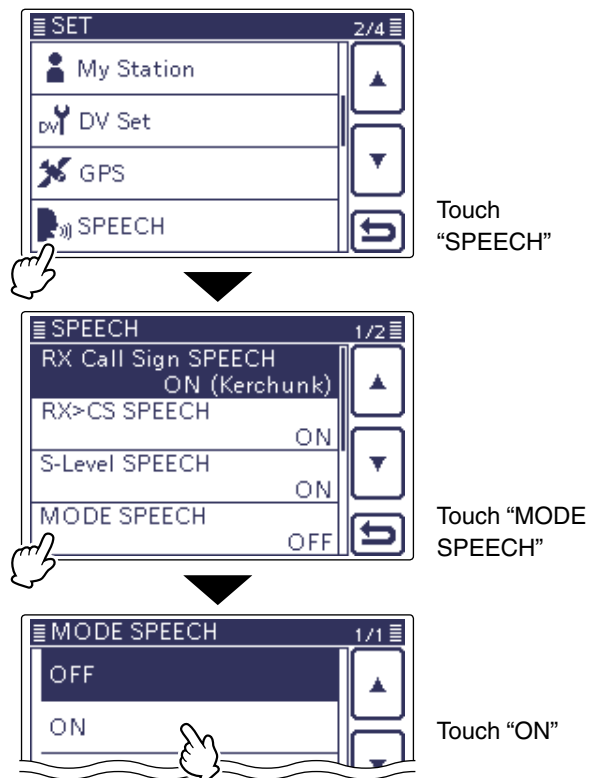 SET 2/4
My Station
DV DV Set
GPS
SPEECH
Touch
“SPEECH”
SPEECH 1/2
RX Call Sign SPEECH
ON (Kerchunk)
RX>CS SPEECH
ON
S-Level SPEECH
ON
MODE SPEECH
OFF
Touch “MODE
SPEECH”
MODE SPEECH 1/1
OFF
ON
Touch “ON”